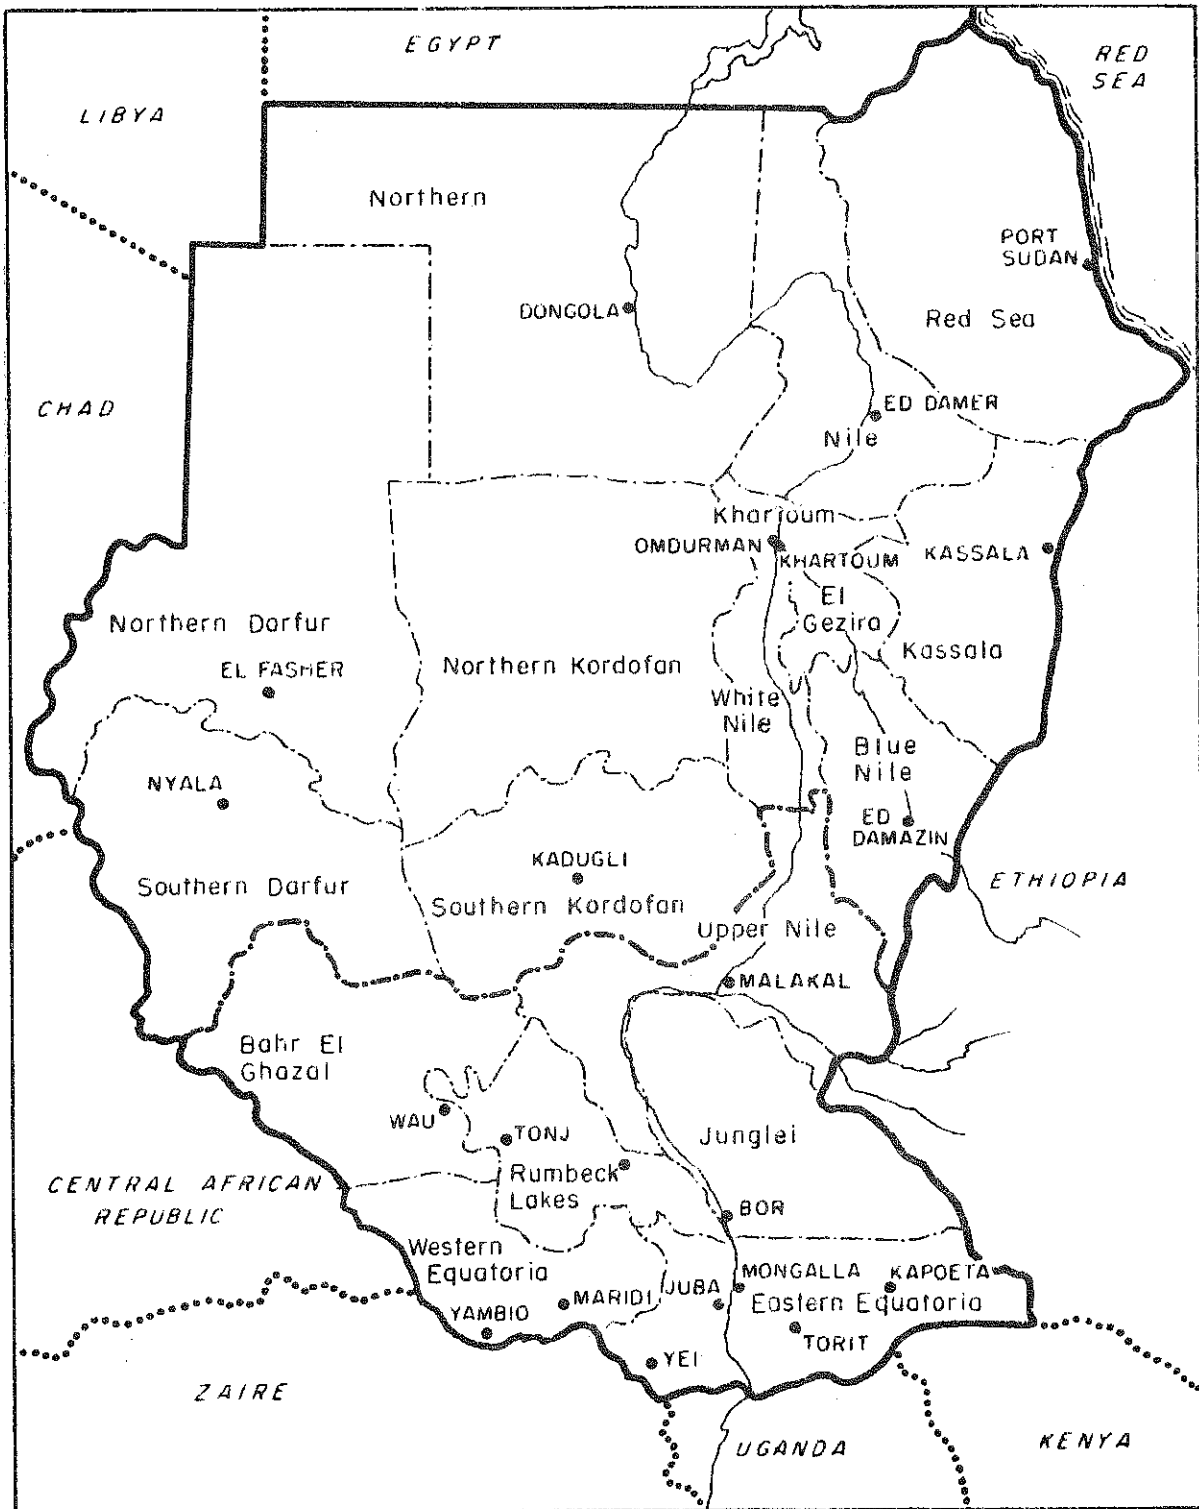 EGYPT
RED
SEA
LIBYA
Northern
PORT
SUDAN
DONGOLA
Red Sea
CHAD
ED DAMER
Nile
Khartoum
OMDURMAN
KHARTOUM
KASSALA
El
Gezira
Northern Darfur
EL FASHER
Northern Kordofan
Kassala
White
Nile
Blue
Nile
NYALA
ED
DAMAZIN
KADUGLI
ETHIOPIA
Southern Darfur
Southern Kordofan
Upper Nile
MALAKAL
Bahr El
Ghazal
WAU
TONJ
Junglei
Rumbeck
Lakes
CENTRAL AFRICAN
REPUBLIC
BOR
Western
Equatoria
MONGALLA
KAPOETA
MARIDI
JUBA
Eastern Equatoria
YAMBIO
TORIT
YEI
ZAIRE
UGANDA
KENYA